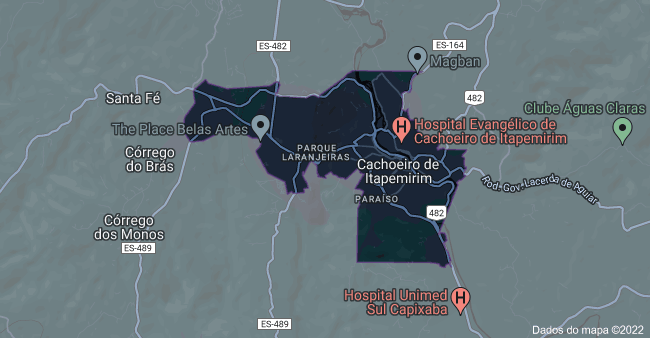 ES-482
ES-164
Magban
Santa Fé
482
Clube Águas Claras
The Place Belas Artes
Hospital Evangélico de
Cachoeiro de Itapemirim
Córrego
do Brás
PARQUE
LARANJEIRAS
Cachoeiro de
Itapemirim
Rod. Gov. Lacerda de Aguiar
PARAÍSO
482
Córrego
dos Monos
ES-489
Hospital Unimed
Sul Capixaba
ES-489
Dados do mapa ©2022